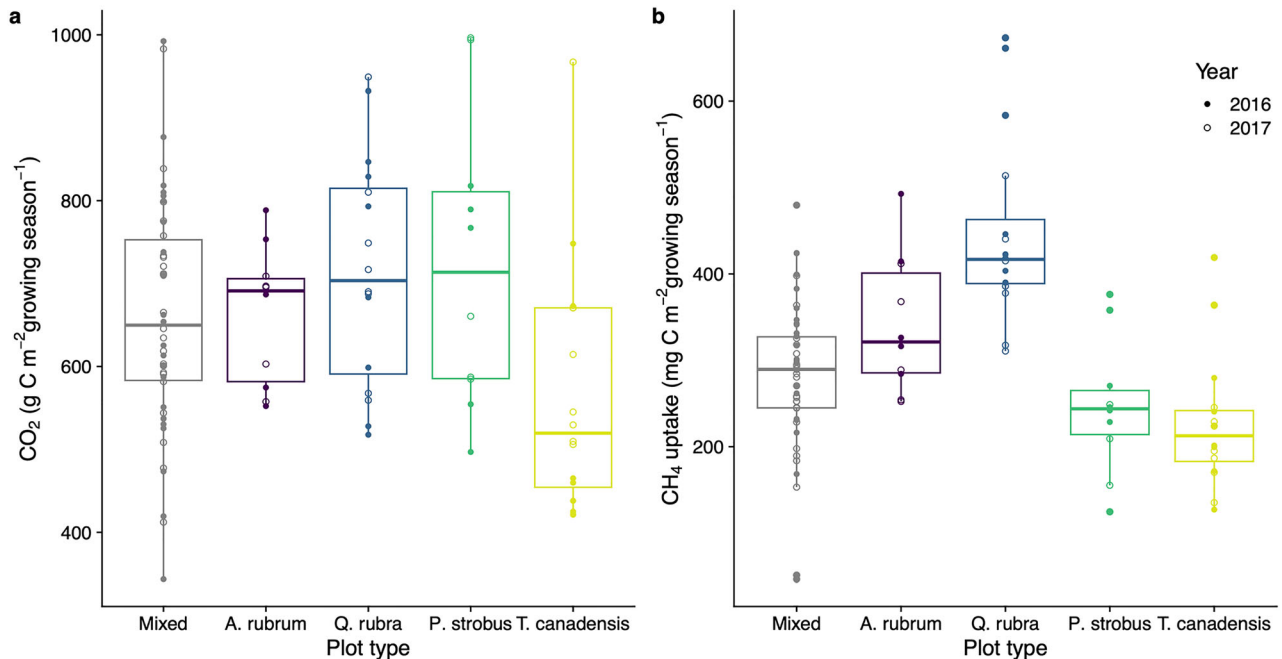 a
1000
800
600
400
CO₂ (g C m⁻²growing season⁻¹)
Mixed
A. rubrum
Q. rubra
P. strobus
T. canadensis
Plot type
b
600
400
200
CH₄ uptake (mg C m⁻²growing season⁻¹)
Year
2016
2017
Mixed
A. rubrum
Q. rubra
P. strobus
T. canadensis
Plot type